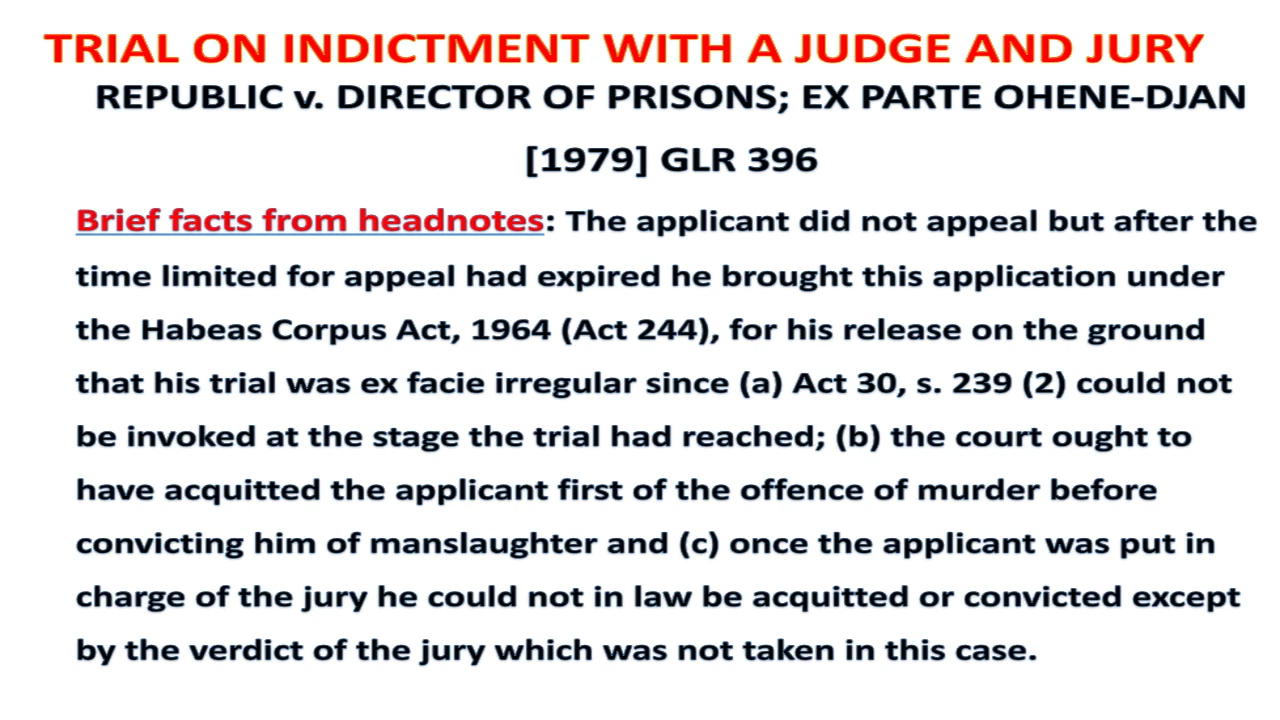 TRIAL ON INDICTMENT WITH A JUDGE AND JURY
REPUBLIC v. DIRECTOR OF PRISONS; EX PARTE OHENE-DJAN
[1979] GLR 396
Brief facts from headnotes: The applicant did not appeal but after the
time limited for appeal had expired he brought this application under
the Habeas Corpus Act, 1964 (Act 244), for his release on the ground
that his trial was ex facie irregular since (a) Act 30, s. 239 (2) could not
be invoked at the stage the trial had reached; (b) the court ought to
have acquitted the applicant first of the offence of murder before
convicting him of manslaughter and (c) once the applicant was put in
charge of the jury he could not in law be acquitted or convicted except
by the verdict of the jury which was not taken in this case.